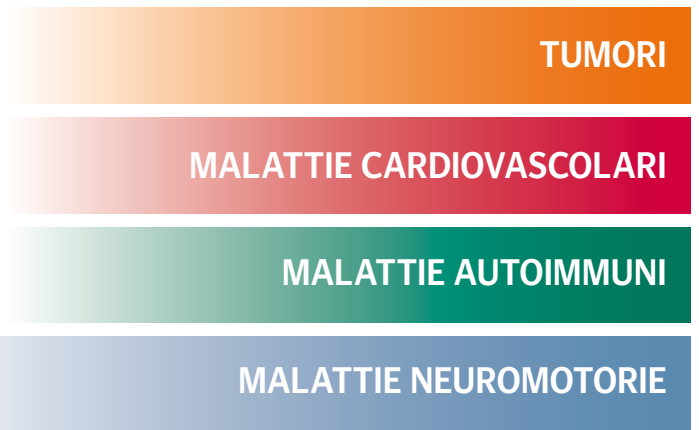 TUMORI
MALATTIE CARDIOVASCOLARI
MALATTIE AUTOIMMUNI
MALATTIE NEUROMOTORIE